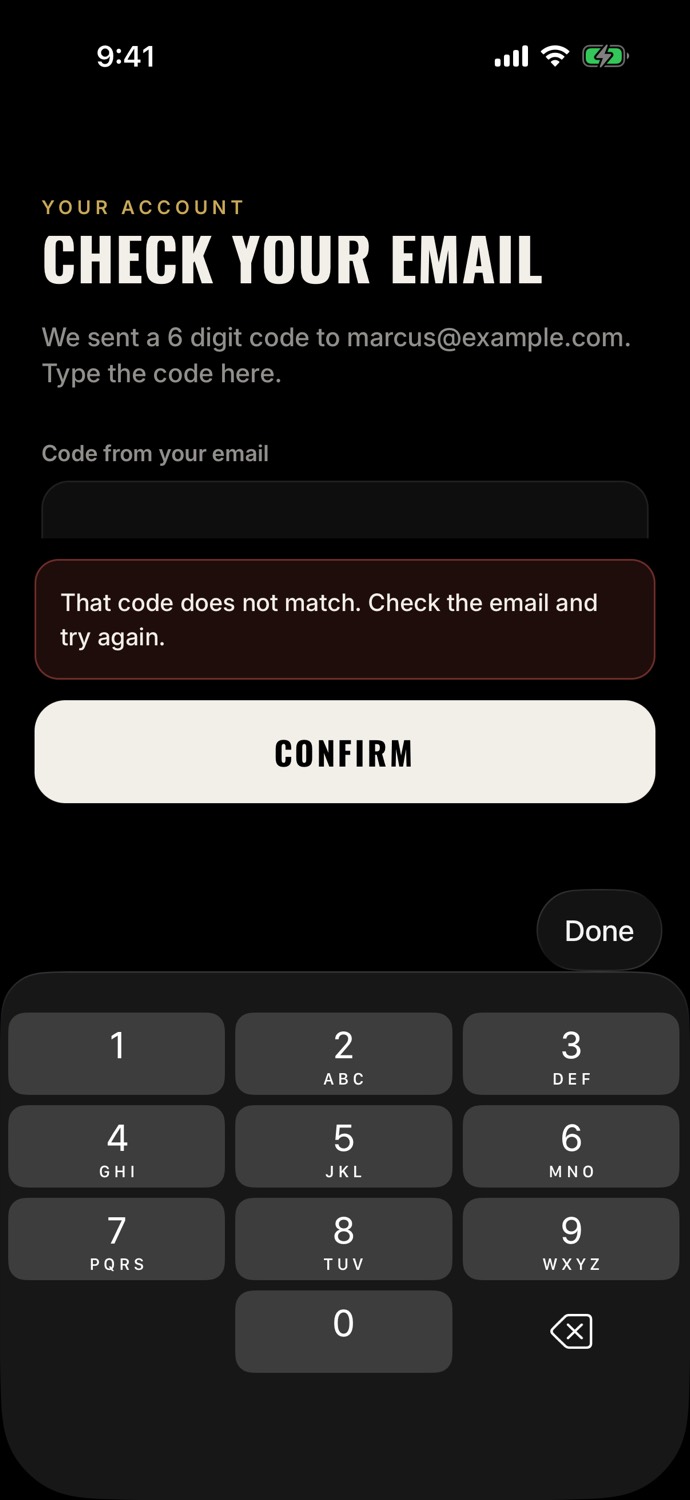 9:41
YOUR ACCOUNT
CHECK YOUR EMAIL
We sent a 6 digit code to marcus@example.com.
Type the code here.
Code from your email
That code does not match. Check the email and
try again.
CONFIRM
Done
1 2 3
ABC DEF
4 5 6
GHI JKL MNO
7 8 9
PQRS TUV WXYZ
0